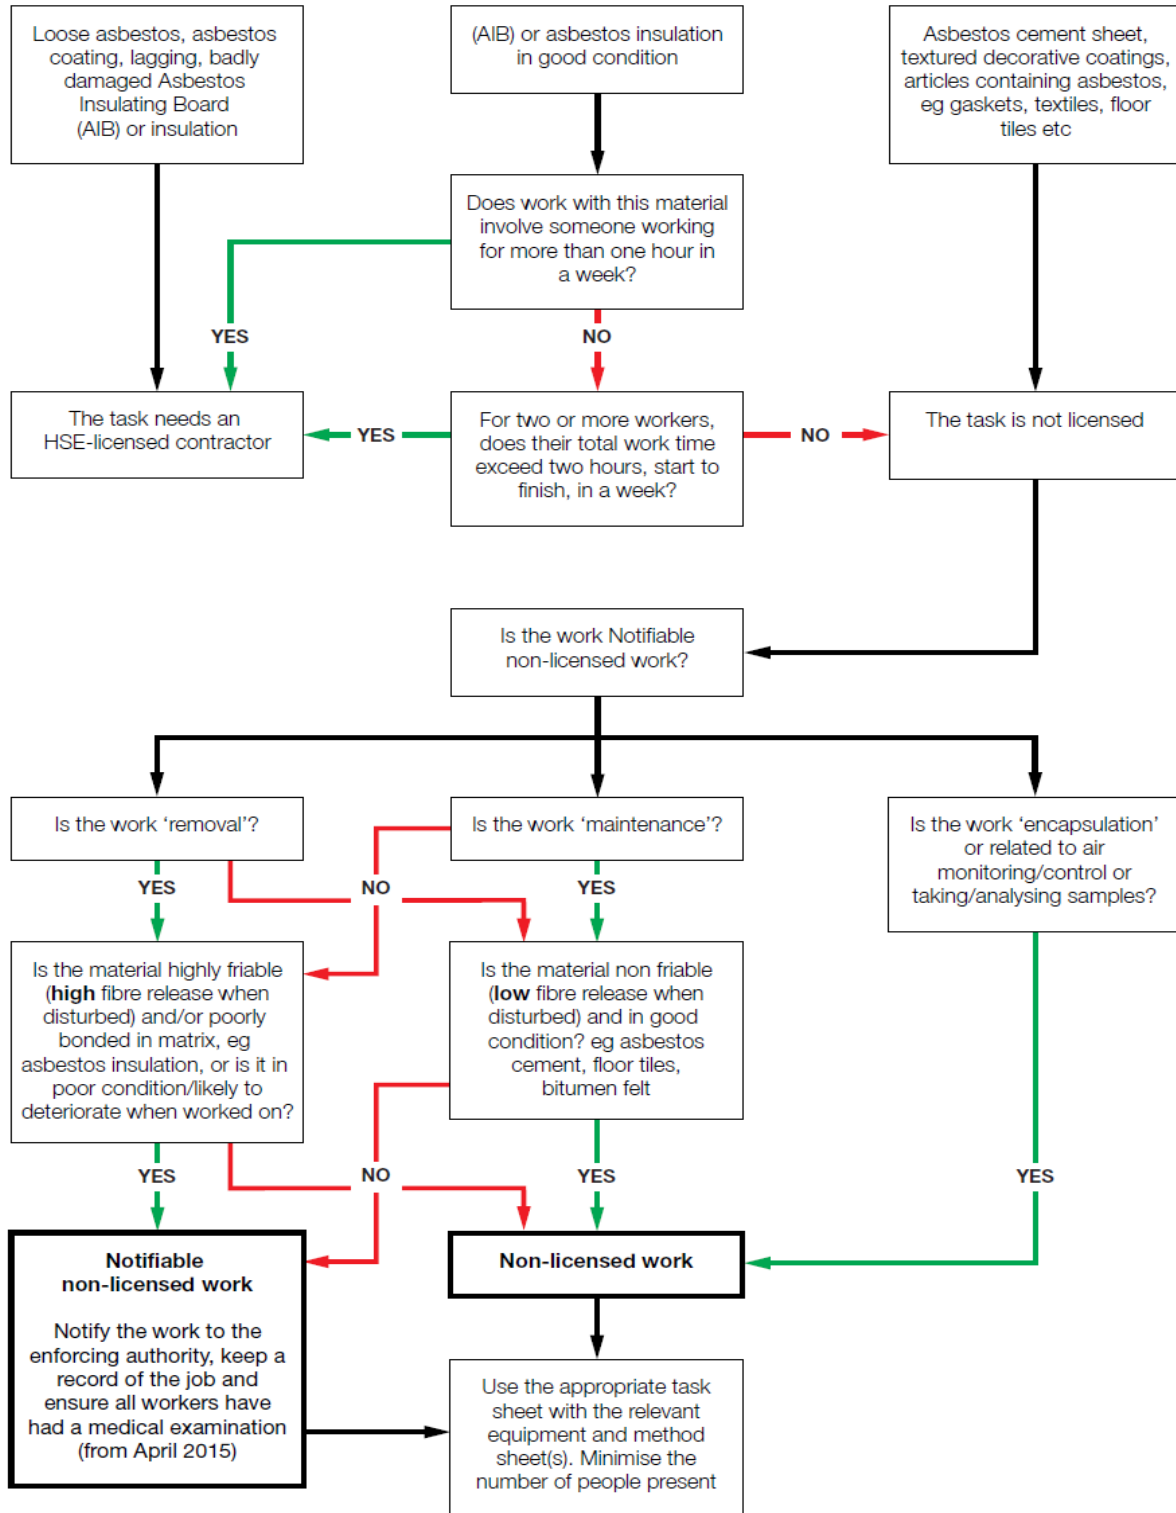 Loose asbestos, asbestos
coating, lagging, badly
damaged Asbestos
Insulating Board
(AIB) or insulation
(AIB) or asbestos insulation
in good condition
Asbestos cement sheet,
textured decorative coatings,
articles containing asbestos,
eg gaskets, textiles, floor
tiles etc
Does work with this material
involve someone working
for more than one hour in
a week?
YES
NO
The task needs an
HSE-licensed contractor
YES
For two or more workers,
does their total work time
exceed two hours, start to
finish, in a week?
NO
The task is not licensed
Is the work Notifiable
non-licensed work?
Is the work ‘removal’?
Is the work ‘maintenance’?
Is the work ‘encapsulation’
or related to air
monitoring/control or
taking/analysing samples?
YES
NO
YES
Is the material highly friable
(high fibre release when
disturbed) and/or poorly
bonded in matrix, eg
asbestos insulation, or is it in
poor condition/likely to
deteriorate when worked on?
Is the material non friable
(low fibre release when
disturbed) and in good
condition? eg asbestos
cement, floor tiles,
bitumen felt
YES
NO
YES
YES
Notifiable
non-licensed work
Notify the work to the
enforcing authority, keep a
record of the job and
ensure all workers have
had a medical examination
(from April 2015)
Non-licensed work
Use the appropriate task
sheet with the relevant
equipment and method
sheet(s). Minimise the
number of people present